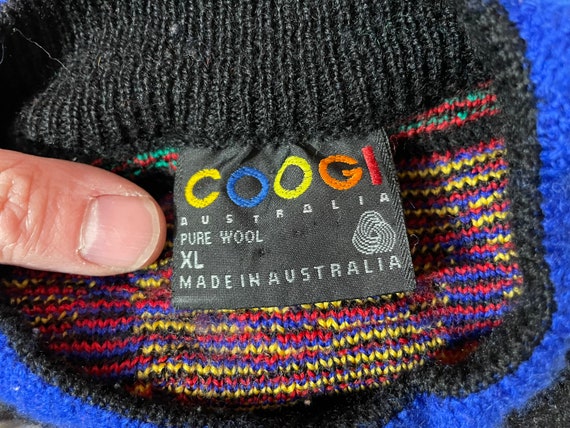 COOGI
AUSTRALIA
PURE WOOL
XL
MADE IN AUSTRALIA